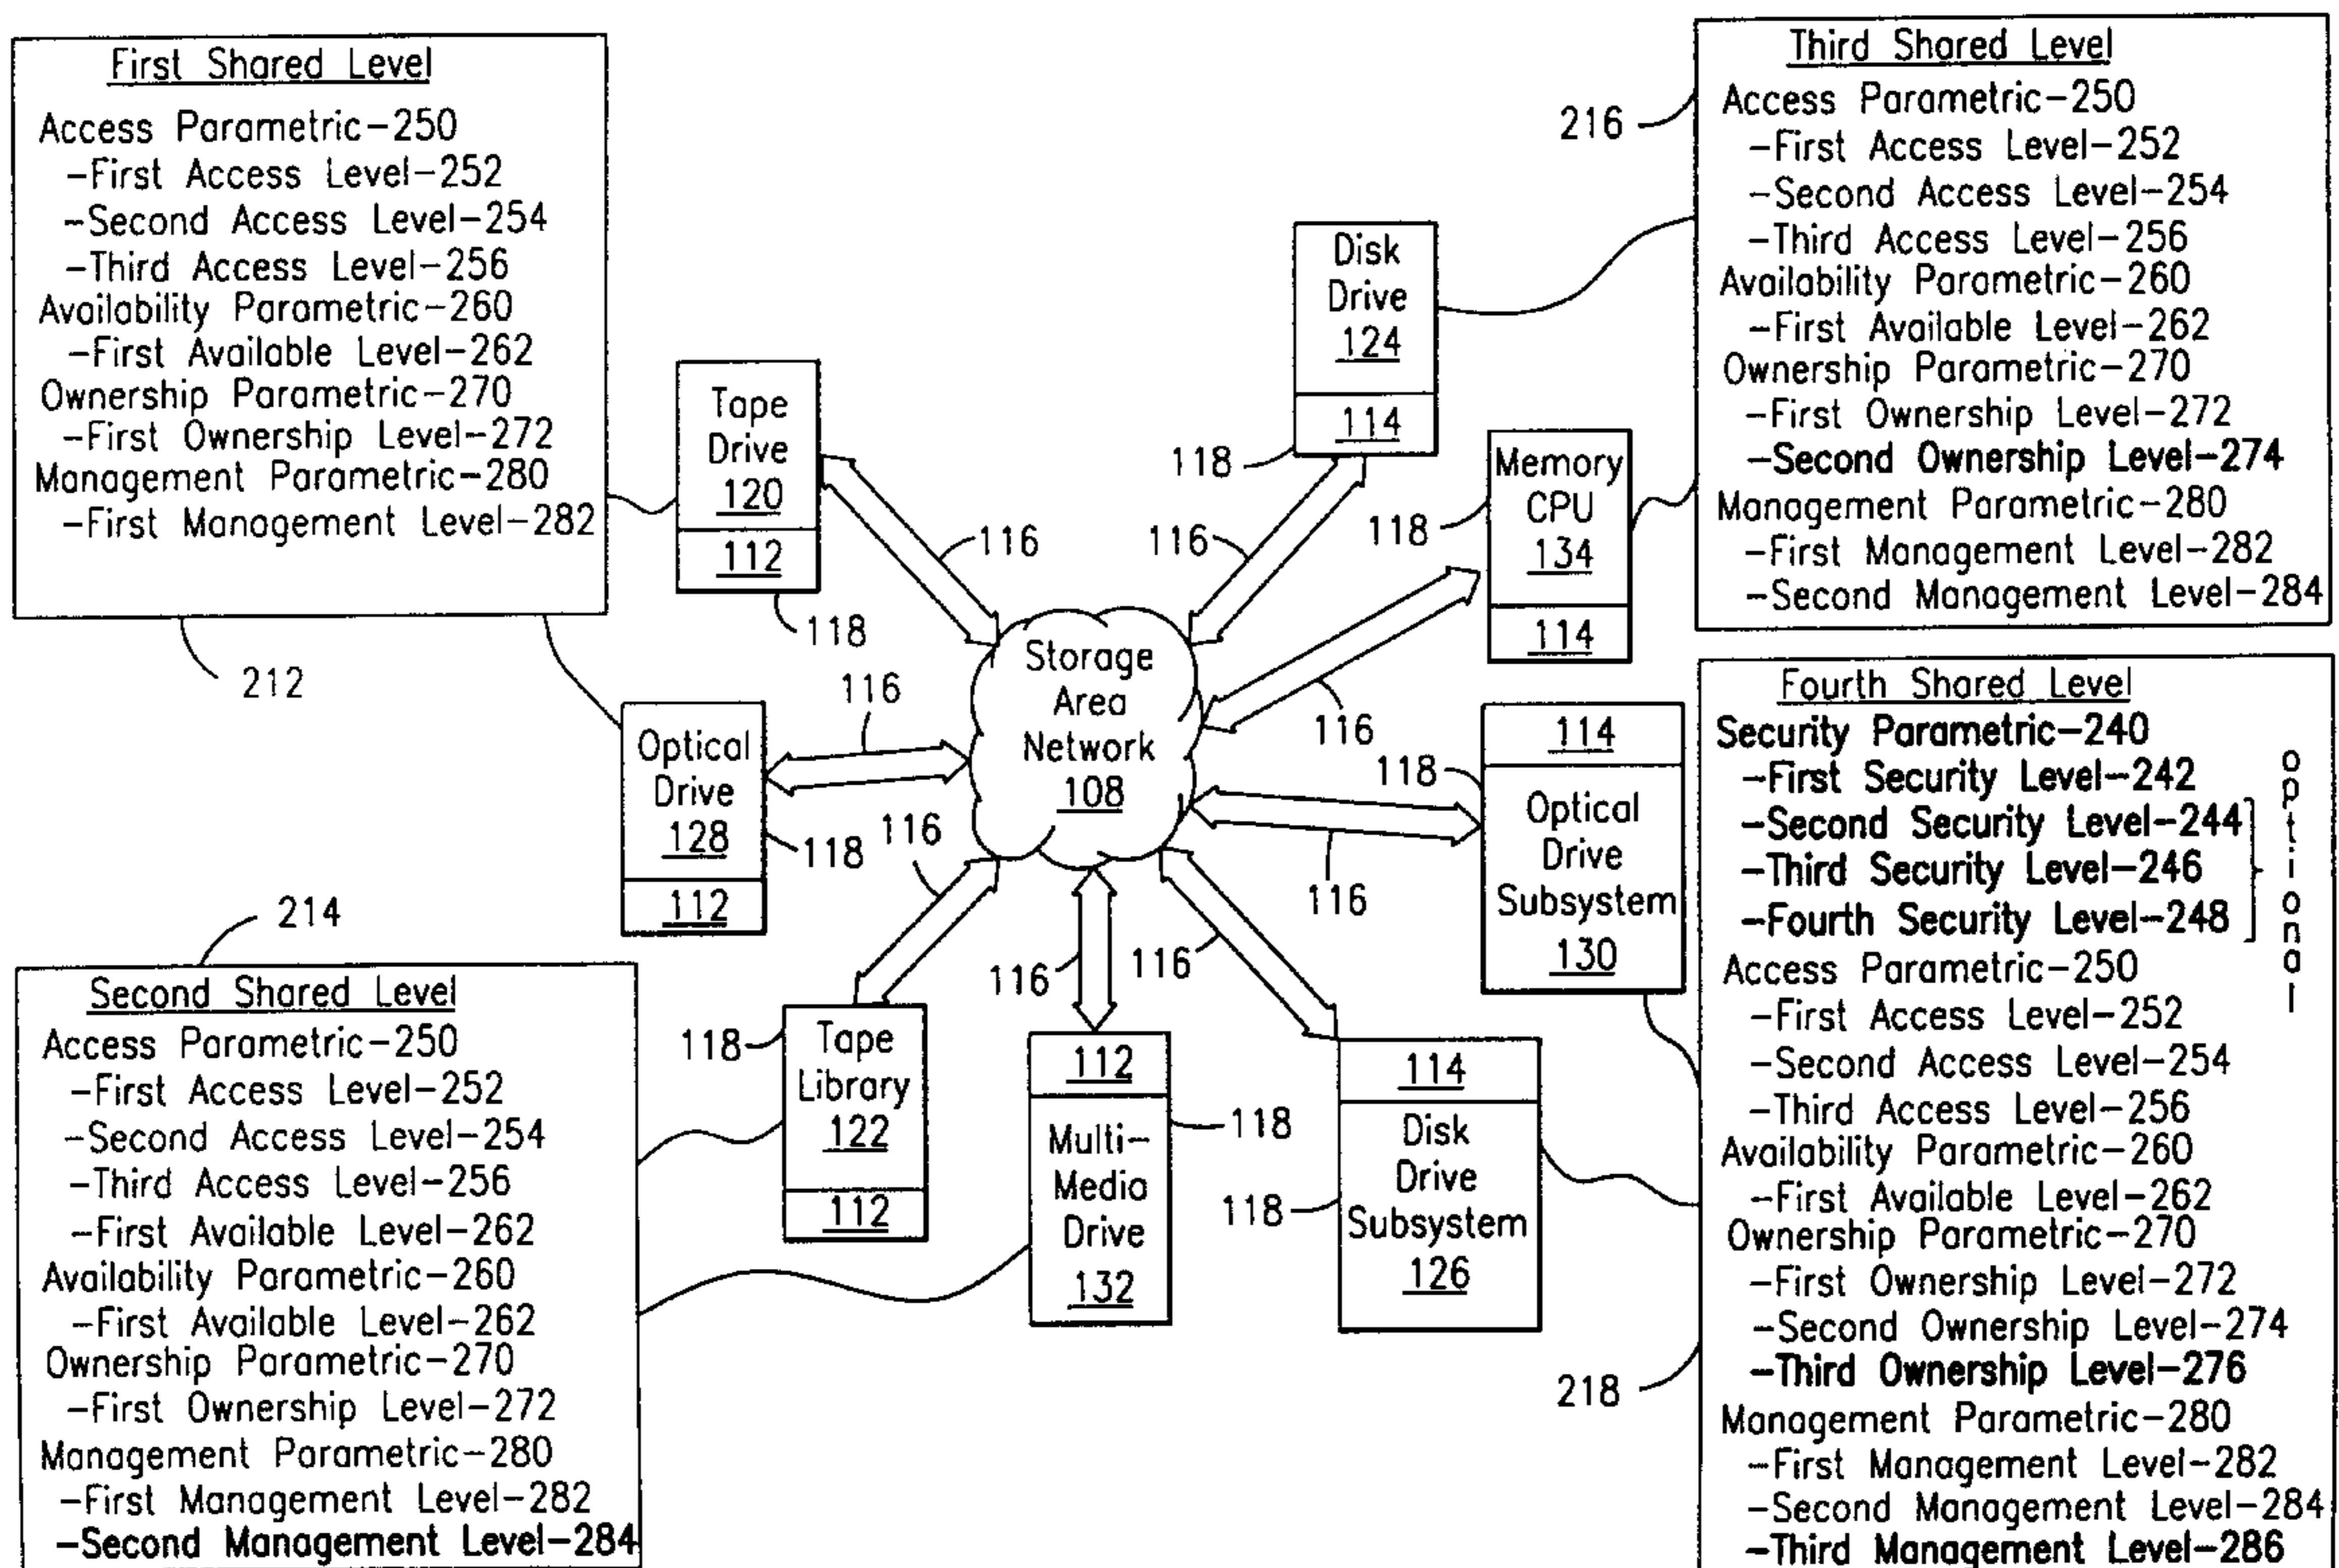 First Shared Level
Access Parametric-250
-First Access Level-252
-Second Access Level-254
-Third Access Level-256
Availability Parametric-260
-First Available Level-262
Ownership Parametric-270
-First Ownership Level-272
Management Parametric-280
-First Management Level-282
212
Tape
Drive
120
112
118
116
Optical
Drive
128
112
118
116
214
Second Shared Level
Access Parametric-250
-First Access Level-252
-Second Access Level-254
-Third Access Level-256
-First Available Level-262
Availability Parametric-260
-First Available Level-262
Ownership Parametric-270
-First Ownership Level-272
Management Parametric-280
-First Management Level-282
-Second Management Level-284
118
Tape
Library
122
112
116
Storage
Area
Network
108
112
Multi-
Media
Drive
132
118
116
114
Disk
Drive
Subsystem
126
118
116
Disk
Drive
124
114
118
116
Memory
CPU
134
114
118
116
114
Optical
Drive
Subsystem
130
118
116
216
Third Shared Level
Access Parametric-250
-First Access Level-252
-Second Access Level-254
-Third Access Level-256
Availability Parametric-260
-First Available Level-262
Ownership Parametric-270
-First Ownership Level-272
-Second Ownership Level-274
Management Parametric-280
-First Management Level-282
-Second Management Level-284
218
Fourth Shared Level
Security Parametric-240
-First Security Level-242
-Second Security Level-244
-Third Security Level-246
-Fourth Security Level-248
optional
Access Parametric-250
-First Access Level-252
-Second Access Level-254
-Third Access Level-256
Availability Parametric-260
-First Available Level-262
Ownership Parametric-270
-First Ownership Level-272
-Second Ownership Level-274
-Third Ownership Level-276
Management Parametric-280
-First Management Level-282
-Second Management Level-284
-Third Management Level-286